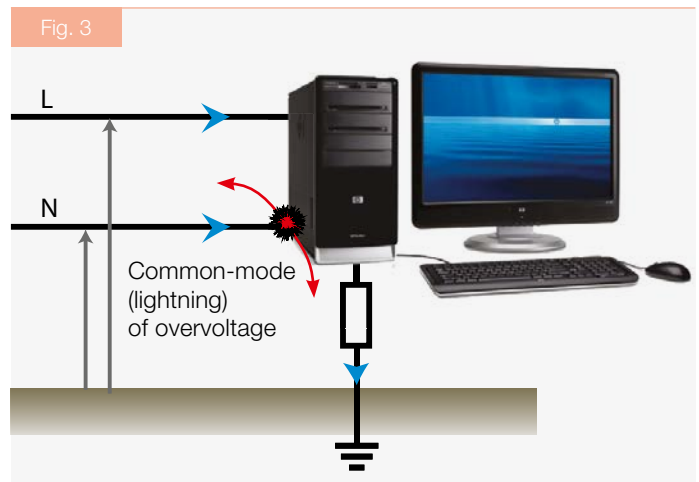 Fig. 3
L
N
Common-mode
(lightning)
of overvoltage